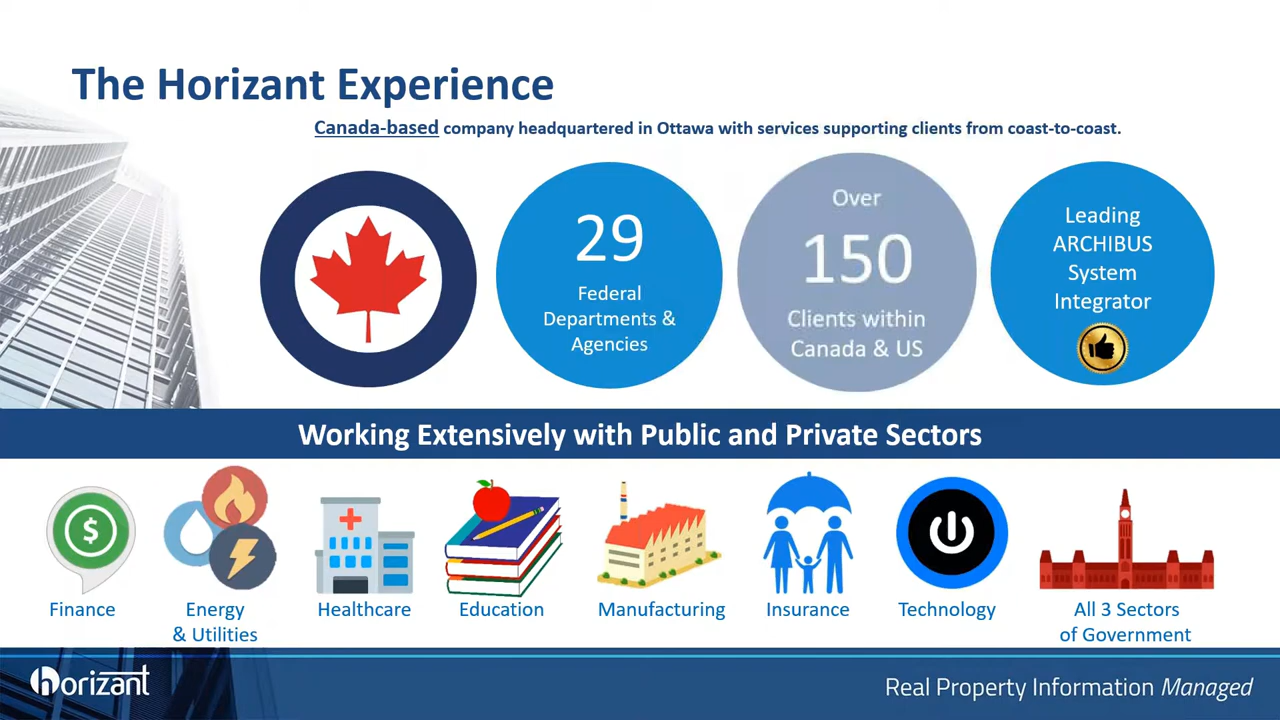 The Horizant Experience
Canada-based company headquartered in Ottawa with services supporting clients from coast-to-coast.
29
Federal
Departments &
Agencies
Over
150
Clients within
Canada & US
Leading
ARCHIBUS
System
Integrator
Working Extensively with Public and Private Sectors
$
Finance
Energy
& Utilities
Healthcare
Education
Manufacturing
Insurance
Technology
All 3 Sectors
of Government
horizant
Real Property Information Managed